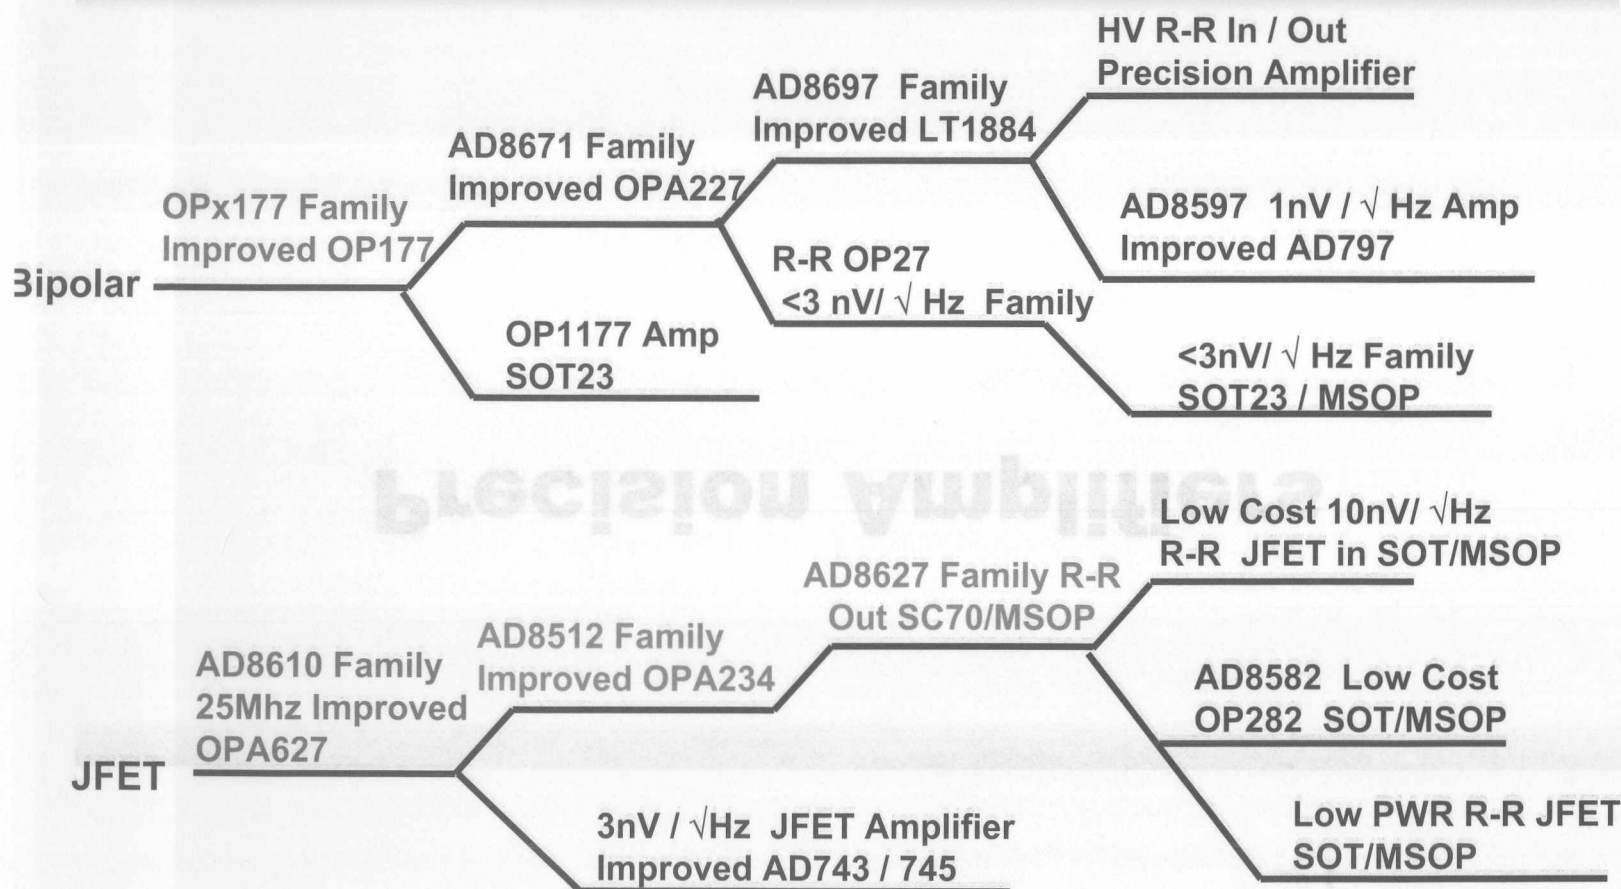 HV R-R In / Out
Precision Amplifier
AD8697 Family
Improved LT1884
AD8671 Family
Improved OPA227
OPx177 Family
Improved OP177
Bipolar
AD8597 1nV / √ Hz Amp
Improved AD797
R-R OP27
<3 nV/ √ Hz Family
OP1177 Amp
SOT23
<3nV/ √ Hz Family
SOT23 / MSOP
Precision Amplifiers
Low Cost 10nV/ √Hz
R-R JFET in SOT/MSOP
AD8627 Family R-R
Out SC70/MSOP
AD8512 Family
Improved OPA234
AD8610 Family
25Mhz Improved
OPA627
JFET
AD8582 Low Cost
OP282 SOT/MSOP
3nV / √Hz JFET Amplifier
Improved AD743 / 745
Low PWR R-R JFET
SOT/MSOP